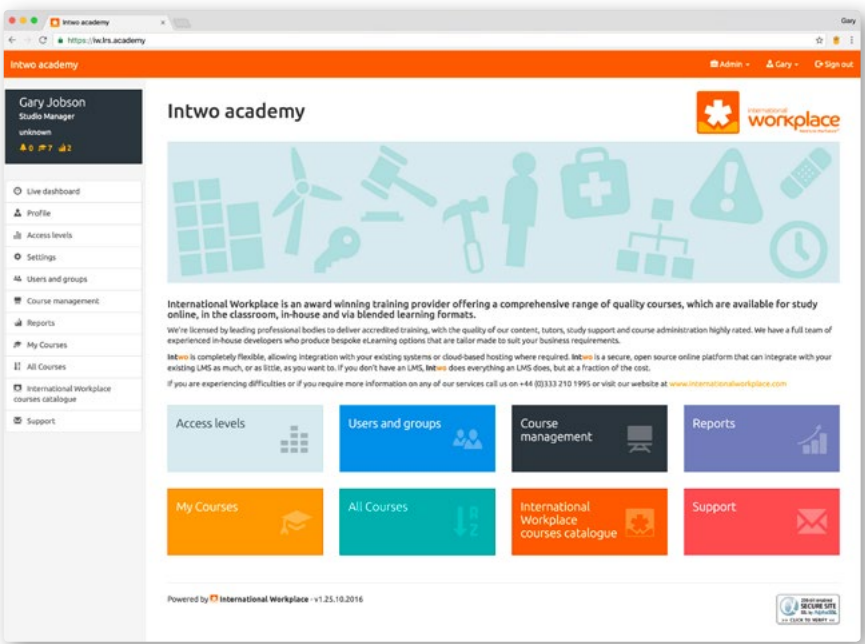 Intwo academy
Gary
https://iw.lrs.academy
Intwo academy
Admin
Gary
Sign out
Gary Jobson
Studio Manager
unknown
0 7 2
Live dashboard
Profile
Access levels
Settings
Users and groups
Course management
Reports
My Courses
All Courses
International Workplace
courses catalogue
Support
Intwo academy
international
workplace
International Workplace is an award winning training provider offering a comprehensive range of quality courses, which are available for study
online, in the classroom, in-house and via blended learning formats.
We're licensed by leading professional bodies to deliver accredited training, with the quality of our content, tutors, study support and course administration highly rated. We have a full team of
experienced in-house developers who produce bespoke eLearning options that are tailor made to suit your business requirements.
Intwo is completely flexible, allowing integration with your existing systems or cloud-based hosting where required. Intwo is a secure, open source online platform that can integrate with your
existing LMS as much, or as little, as you want to. If you don't have an LMS, Intwo does everything an LMS does, but at a fraction of the cost.
If you are experiencing difficulties or if you require more information on any of our services call us on +44 (0)333 210 1995 or visit our website at www.internationalworkplace.com
Access levels
Users and groups
Course
management
Reports
My Courses
All Courses
A
Z
International
Workplace
courses catalogue
Support
Powered by International Workplace - v1.25.10.2016
SECURE SITE
SSL by AlphaSSL
>> CLICK TO VERIFY <<